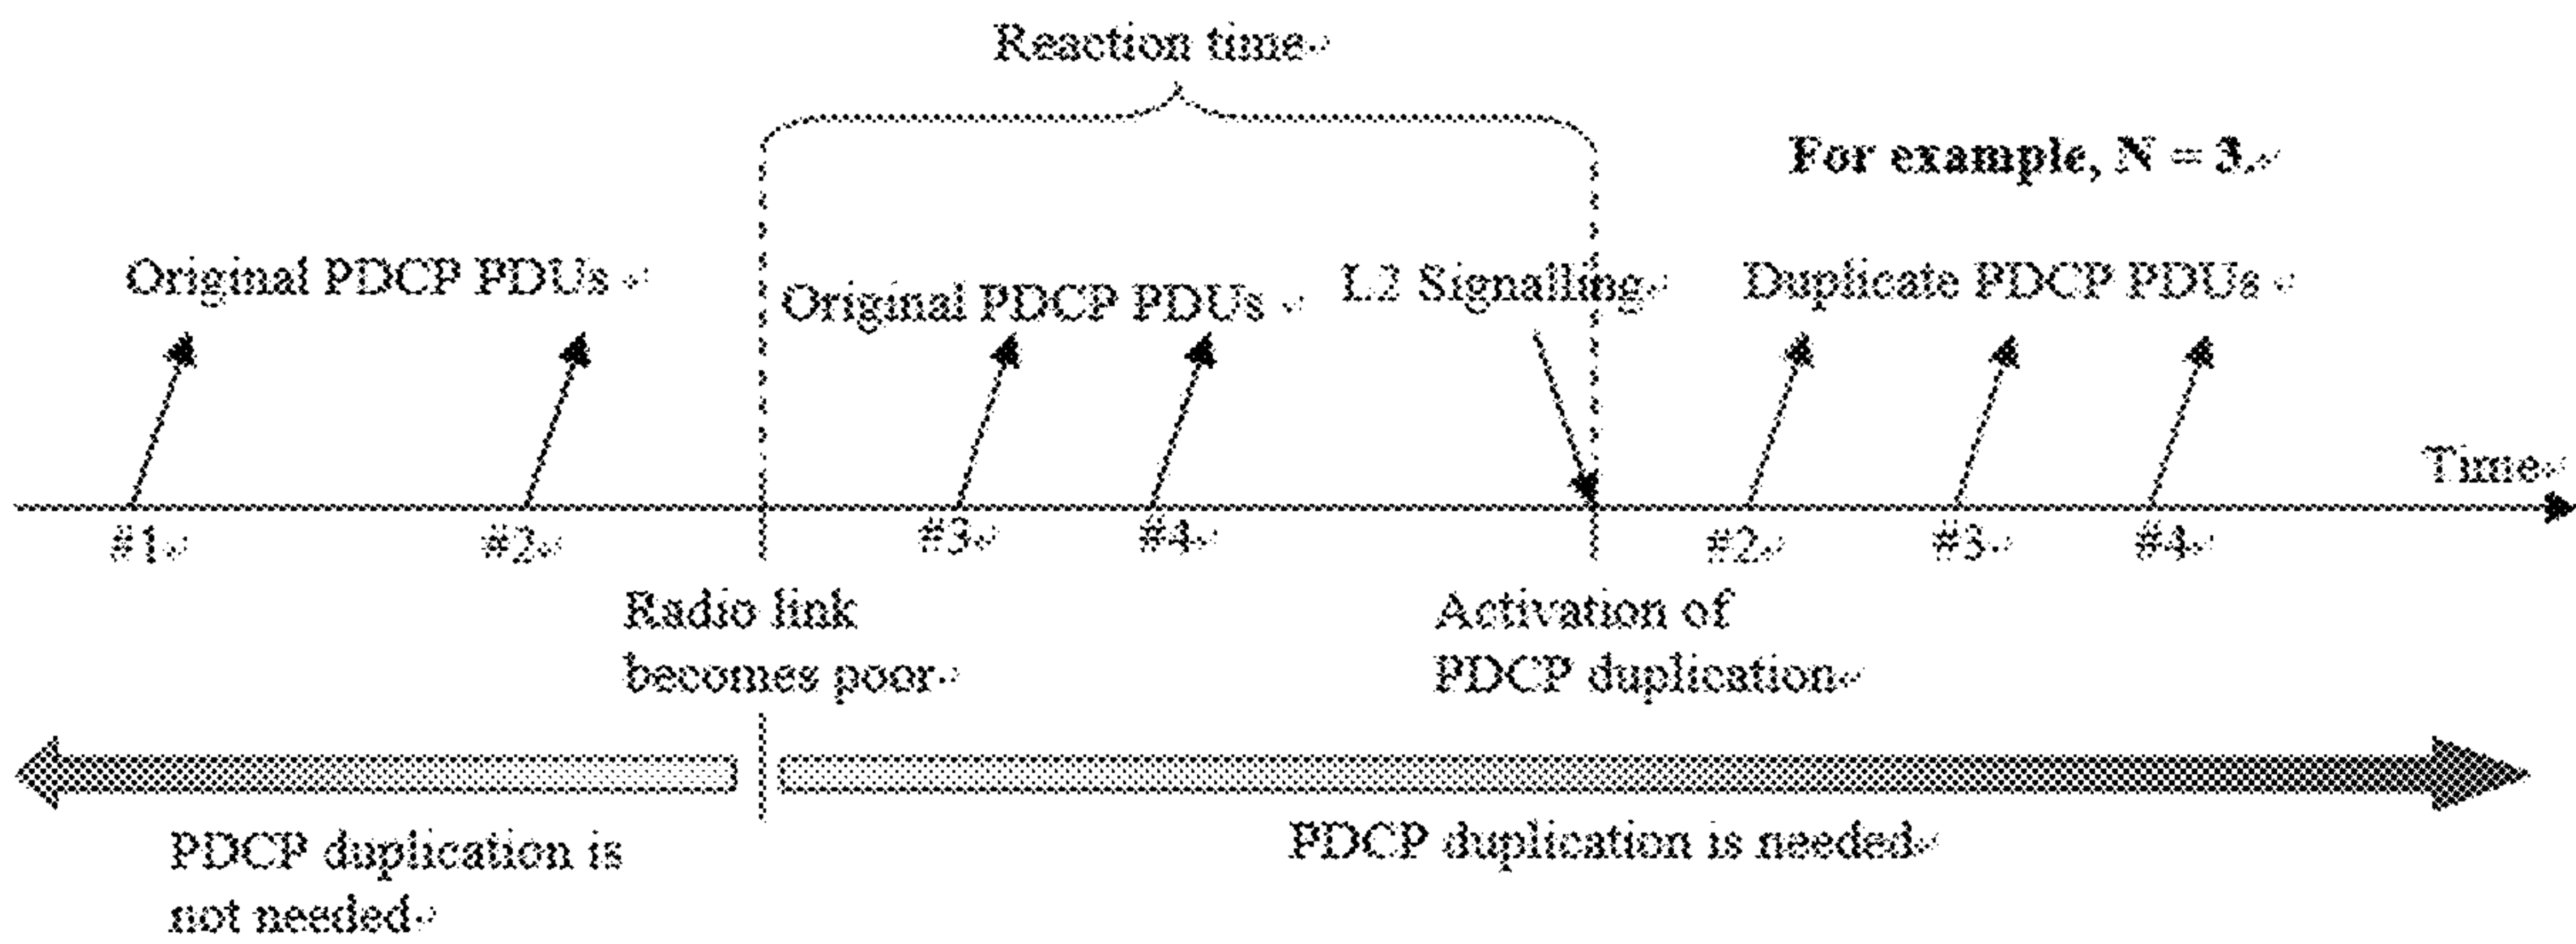 Reaction time
For example, N = 3.
Original PDCP PDUs
Original PDCP PDUs
L2 Signalling
Duplicate PDCP PDUs
Time
#1
#2
#3
#4
#2
#3
#4
Radio link
becomes poor
Activation of
PDCP duplication
PDCP duplication is
not needed
PDCP duplication is needed